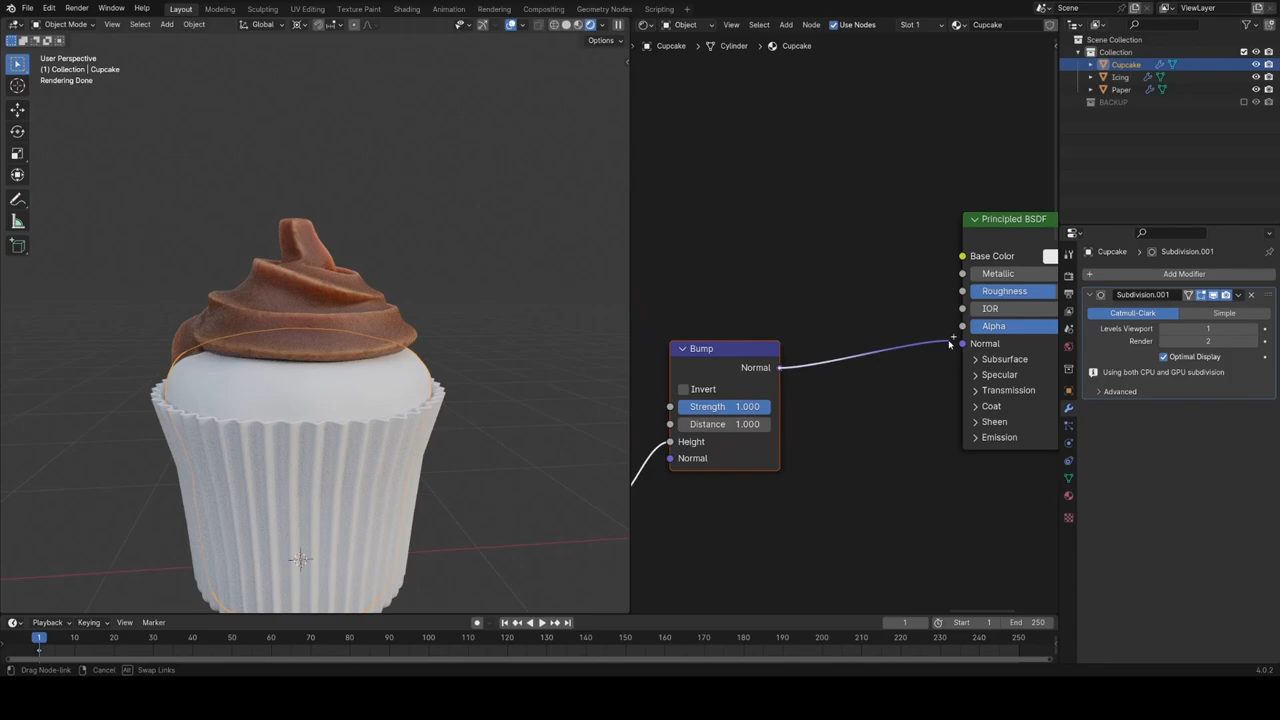 File Edit Render Window Help Layout Modeling Sculpting UV Editing Texture Paint Shading Animation Rendering Compositing Geometry Nodes Scripting Scene ViewLayer
Object Mode View Select Add Object Global Object View Select Add Node Use Nodes Slot 1 Cupcake
Options
Cupcake Cylinder Cupcake
User Perspective
(1) Collection | Cupcake
Rendering Done
Bump
Normal
Invert
Strength 1.000
Distance 1.000
Height
Normal
Principled BSDF
Base Color
Metallic
Roughness
IOR
Alpha
Normal
Subsurface
Specular
Transmission
Coat
Sheen
Emission
Scene Collection
Collection
Cupcake
Icing
Paper
BACKUP
Cupcake Subdivision.001
Add Modifier
Subdivision.001
Catmull-Clark Simple
Levels Viewport 1
Render 2
Optimal Display
Using both CPU and GPU subdivision
Advanced
Playback Keying View Marker 1 Start 1 End 250
1 10 20 30 40 50 60 70 80 90 100 110 120 130 140 150 160 170 180 190 200 210 220 230 240 250
Drag Node-link Cancel Alt Swap Links 4.0.2